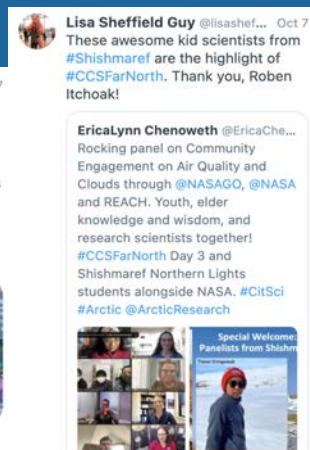 Lisa Sheffield Guy @lisashef... Oct 7
These awesome kid scientists from
#Shishmaref are the highlight of
#CCSFarNorth. Thank you, Roben
Itchoak!
EricaLynn Chenoweth @EricaChe...
Rocking panel on Community
Engagement on Air Quality and
Clouds through @NASAGO, @NASA
and REACH. Youth, elder
knowledge and wisdom, and
research scientists together!
#CCSFarNorth Day 3 and
Shishmaref Northern Lights
students alongside NASA. #CitSci
#Arctic @ArcticResearch
Special Welcome:
Panelists from Shishm